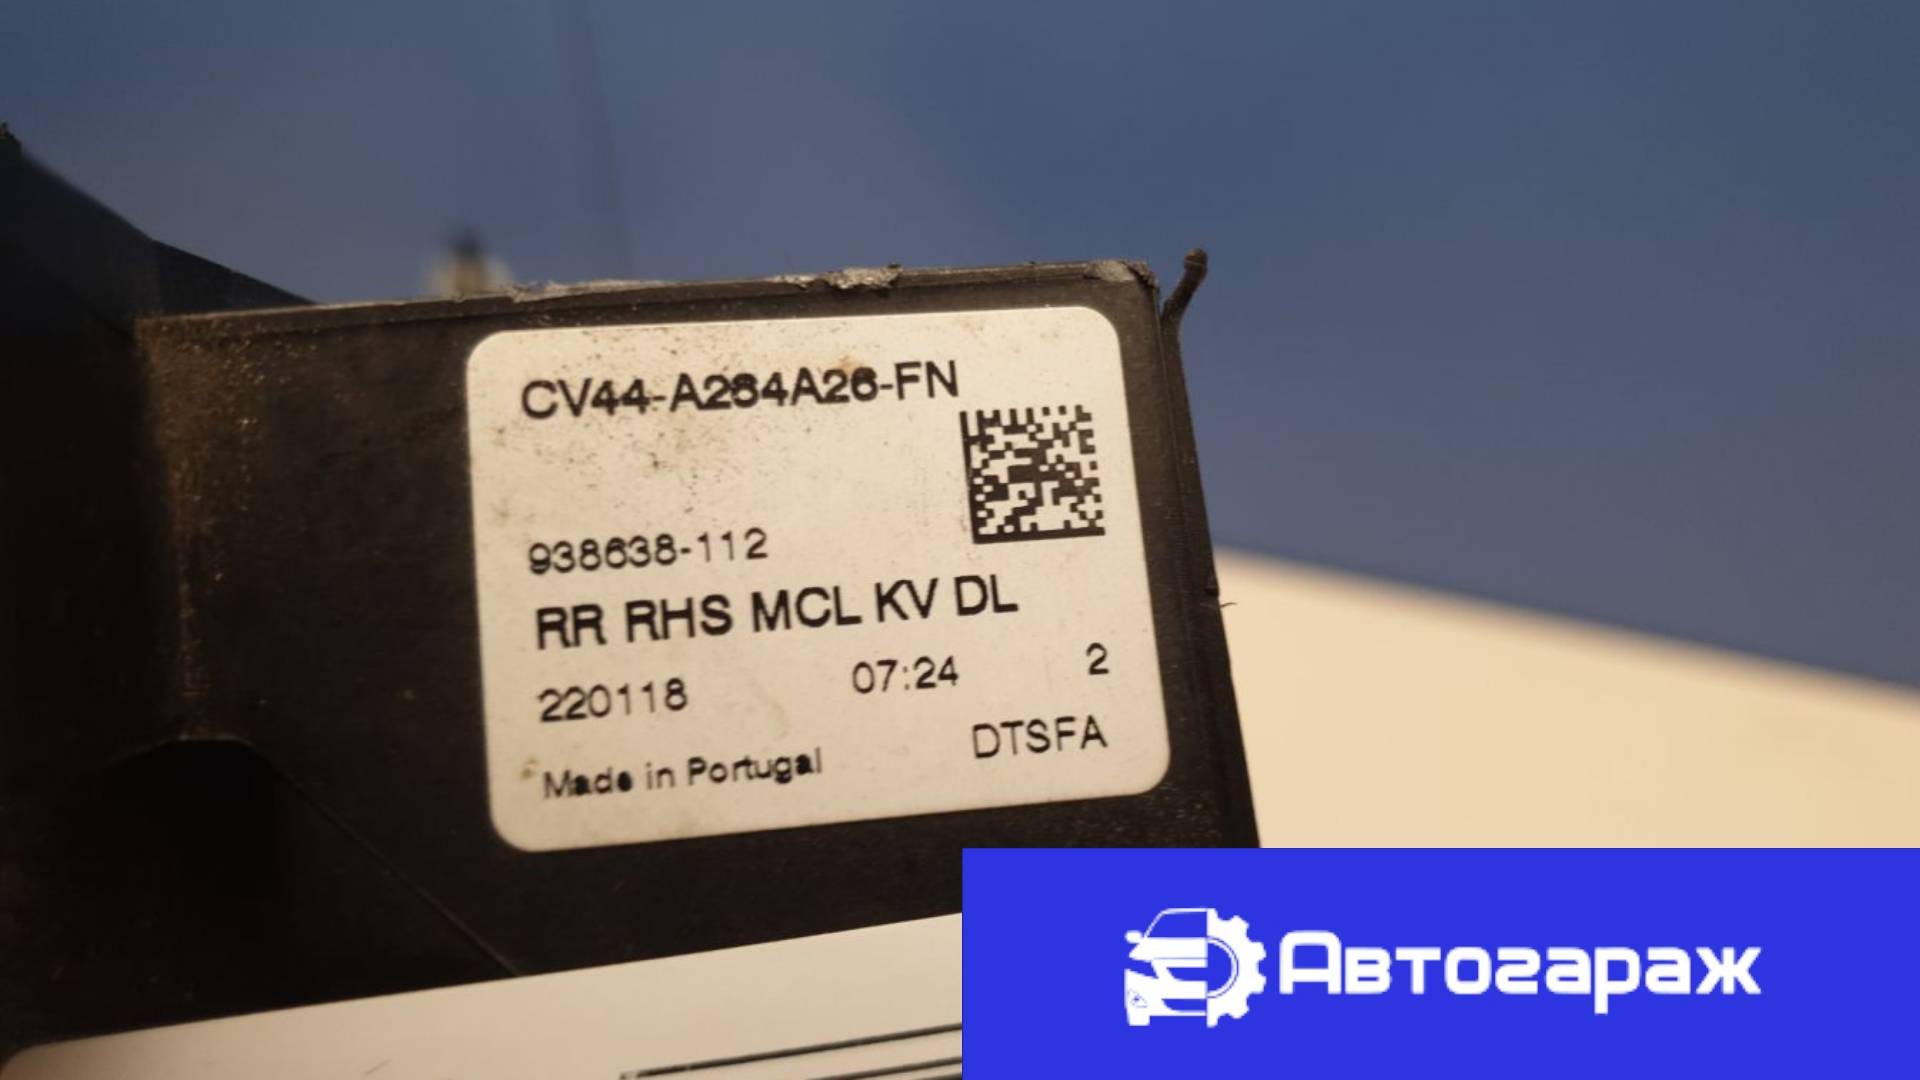 CV44-A264A26-FN
938638-112
RR RHS MCL KV DL
220118 07:24 2
Made in Portugal DTSFA
Автогараж